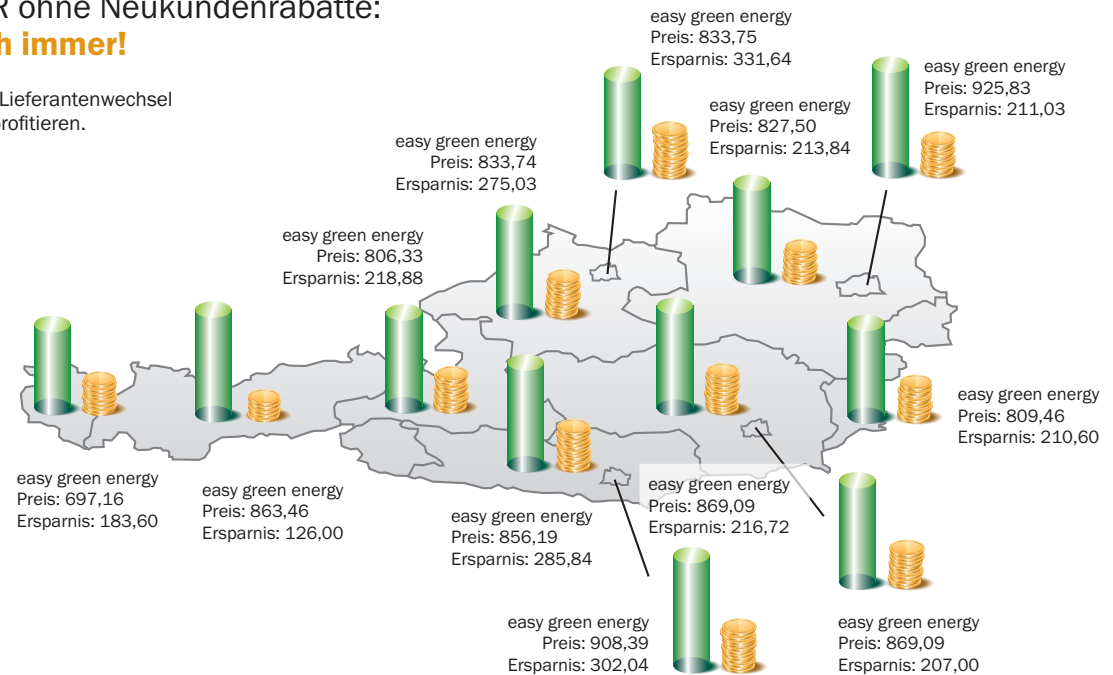 R ohne Neukundenrabatte:
h immer!
Lieferantenwechsel
profitieren.
easy green energy
Preis: 833,75
Ersparnis: 331,64
easy green energy
Preis: 925,83
Ersparnis: 211,03
easy green energy
Preis: 827,50
Ersparnis: 213,84
easy green energy
Preis: 833,74
Ersparnis: 275,03
easy green energy
Preis: 806,33
Ersparnis: 218,88
easy green energy
Preis: 809,46
Ersparnis: 210,60
easy green energy
Preis: 697,16
Ersparnis: 183,60
easy green energy
Preis: 863,46
Ersparnis: 126,00
easy green energy
Preis: 856,19
Ersparnis: 285,84
easy green energy
Preis: 869,09
Ersparnis: 216,72
easy green energy
Preis: 908,39
Ersparnis: 302,04
easy green energy
Preis: 869,09
Ersparnis: 207,00